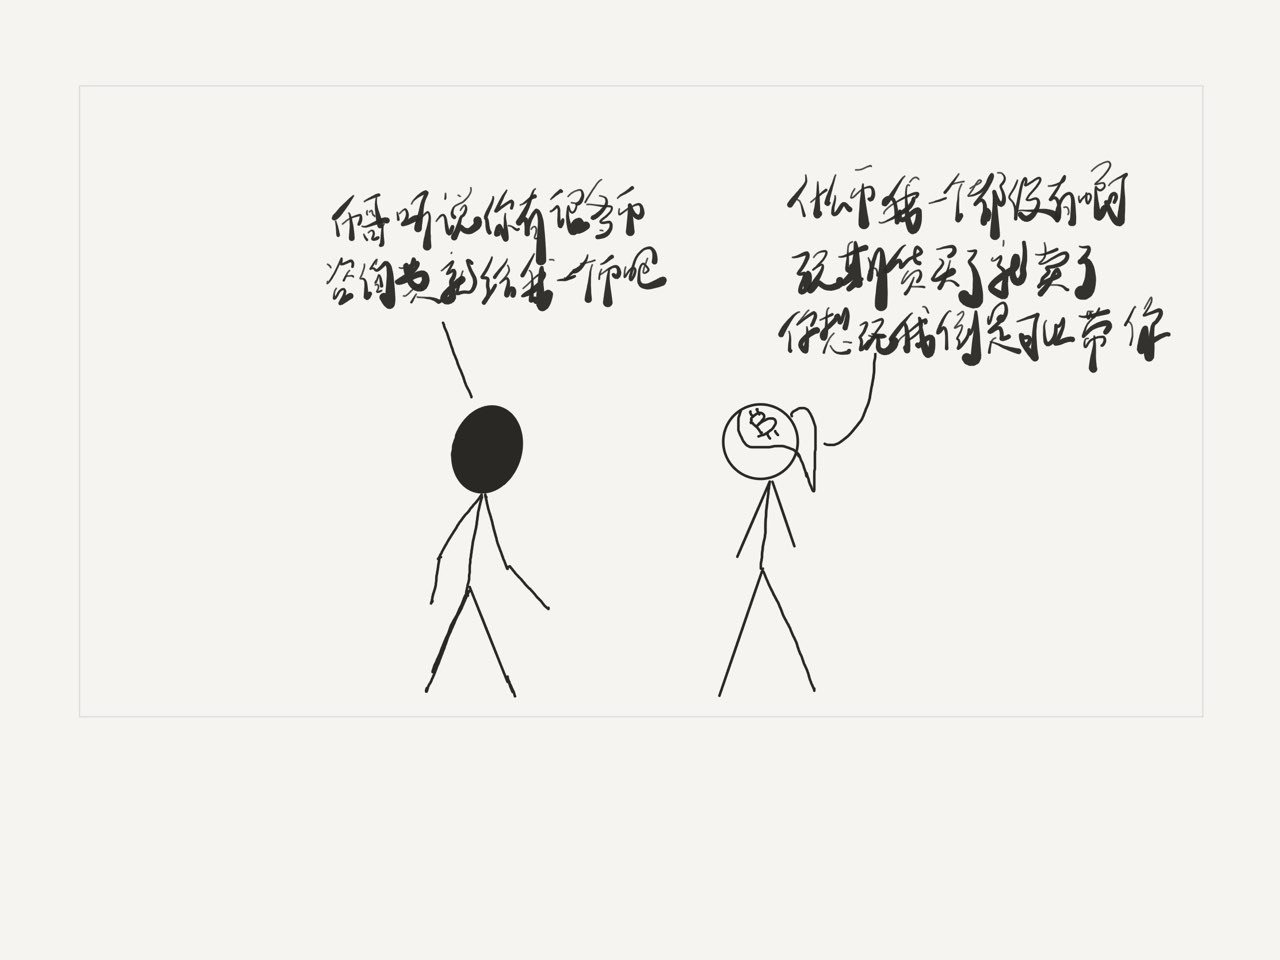 币哥听说你有很多币
咨询费就给我一个币吧
什么币我一个都没有啊
玩期货买了就卖了
你想玩我倒是可以带你
₿